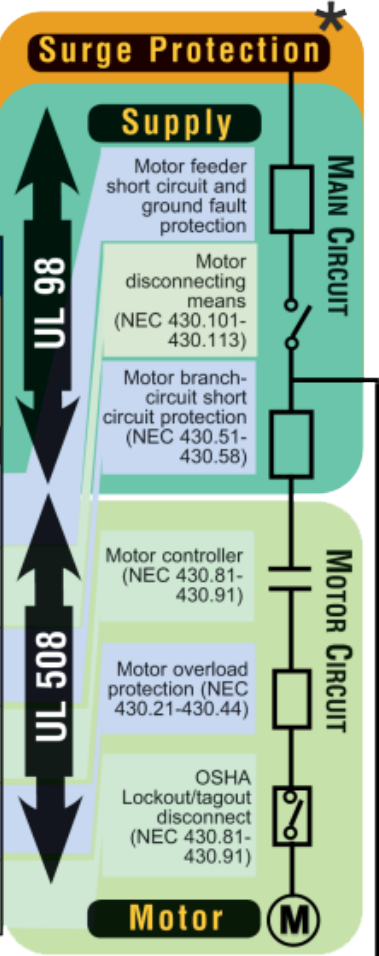 Surge Protection*
Supply
Motor feeder
short circuit and
ground fault
protection
Motor
disconnecting
means
(NEC 430.101-
430.113)
Motor branch-
circuit short
circuit protection
(NEC 430.51-
430.58)
MAIN CIRCUIT
UL 98
Motor controller
(NEC 430.81-
430.91)
Motor overload
protection (NEC
430.21-430.44)
OSHA
Lockout/tagout
disconnect
(NEC 430.81-
430.91)
MOTOR CIRCUIT
UL 508
Motor
M